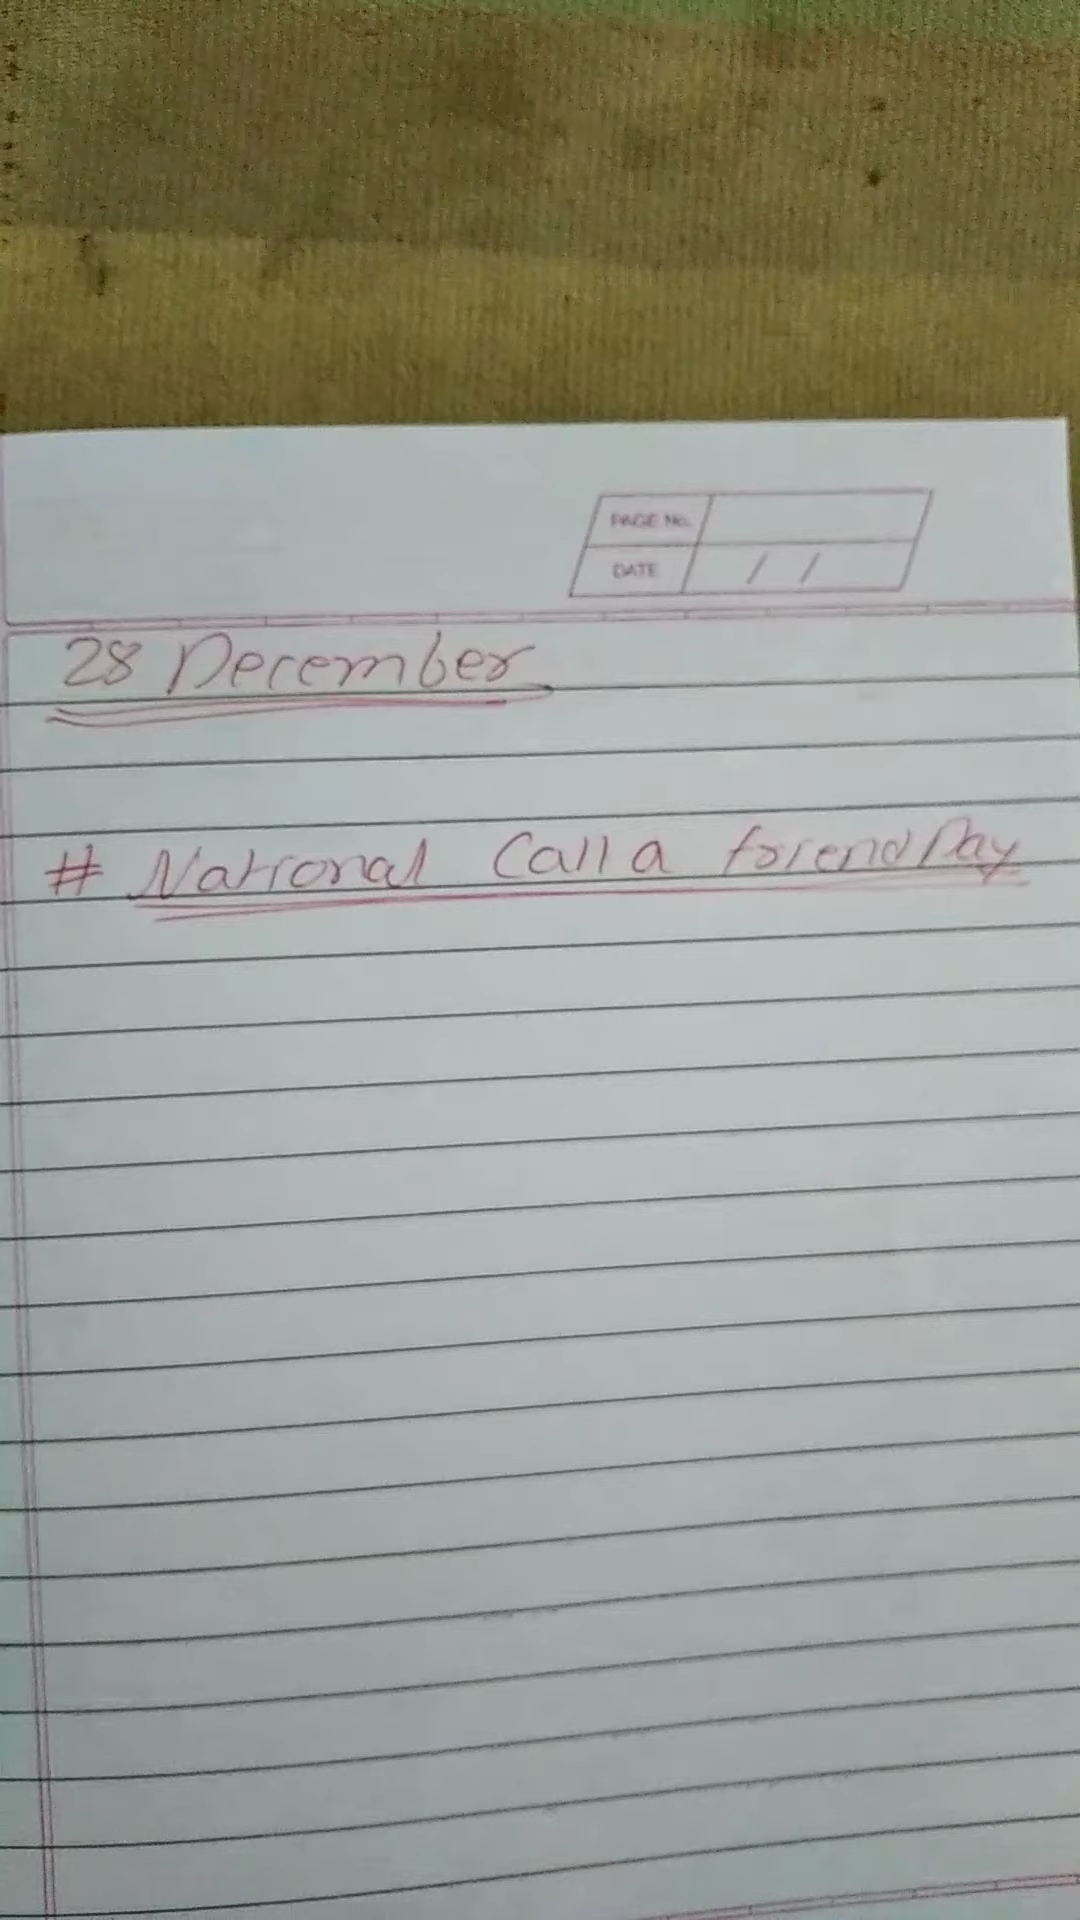 PAGE No.
DATE / /
28 December
# National Call a friend Day